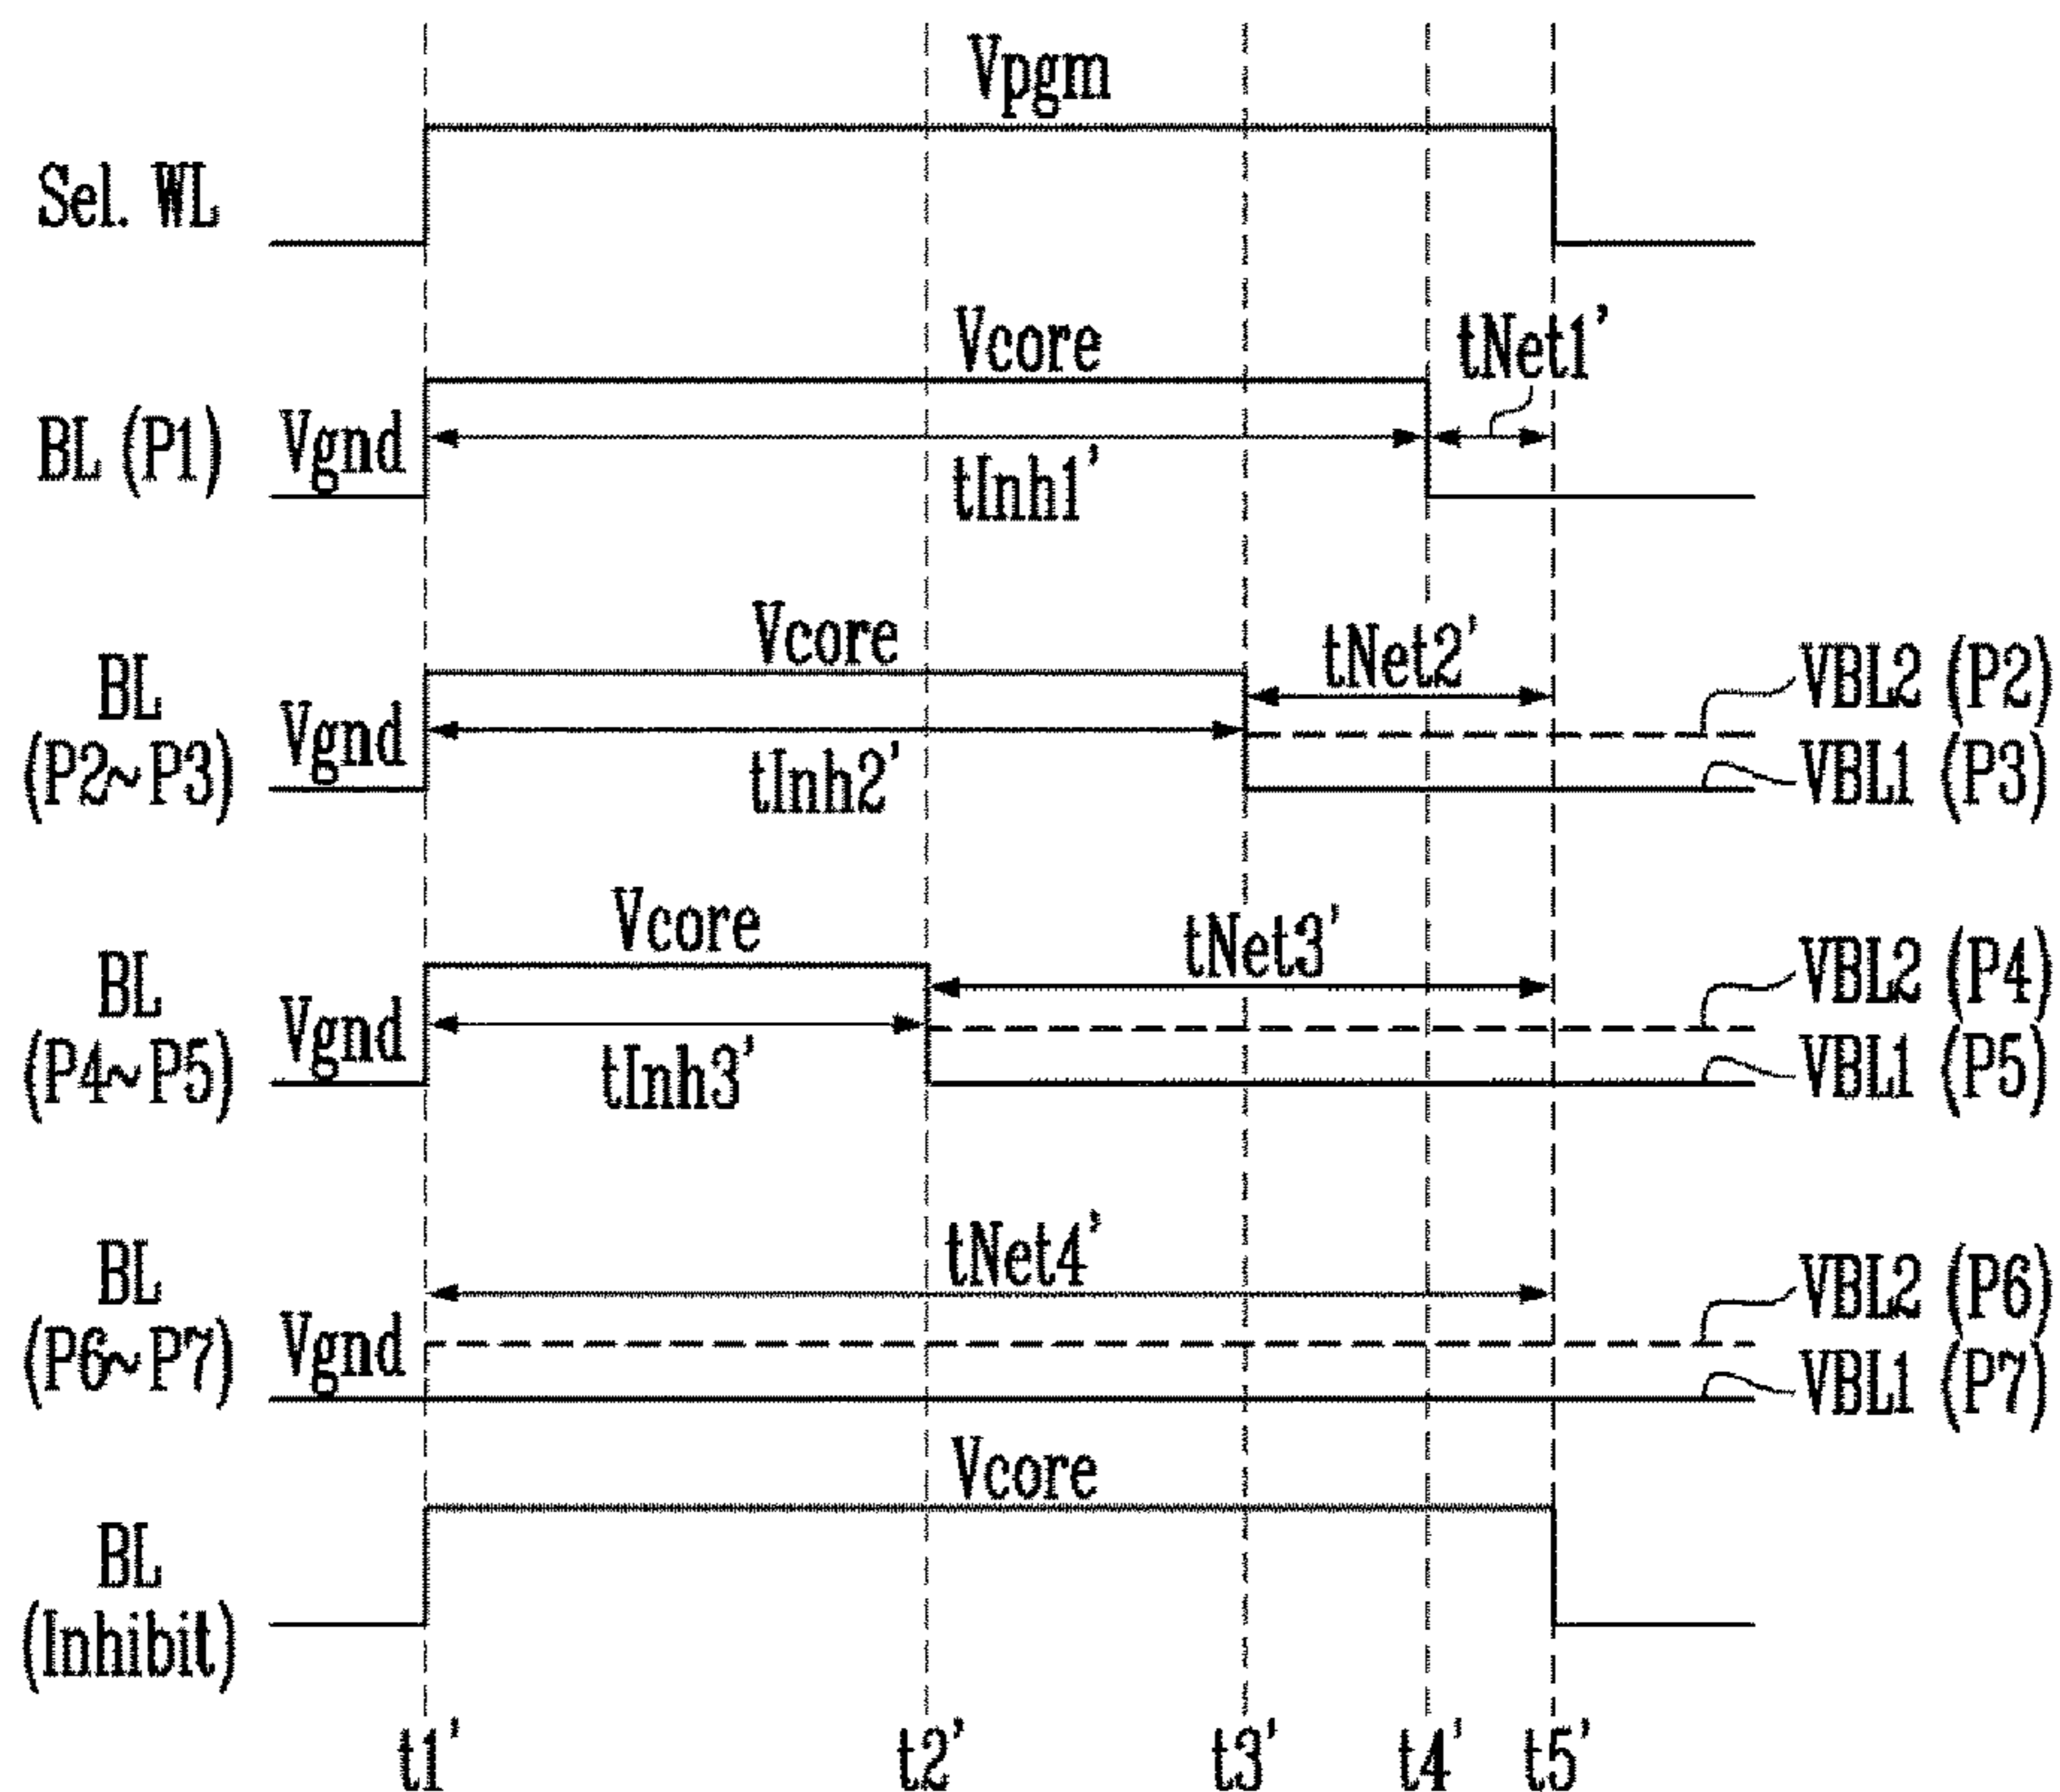 Vpgm
Sel. WL
Vcore
tNet1'
BL (P1)
Vgnd
tInh1'
Vcore
tNet2'
BL
(P2~P3)
Vgnd
tInh2'
VBL2 (P2)
VBL1 (P3)
Vcore
tNet3'
BL
(P4~P5)
Vgnd
tInh3'
VBL2 (P4)
VBL1 (P5)
tNet4'
BL
(P6~P7)
Vgnd
VBL2 (P6)
VBL1 (P7)
Vcore
BL
(Inhibit)
t1' t2' t3' t4' t5'